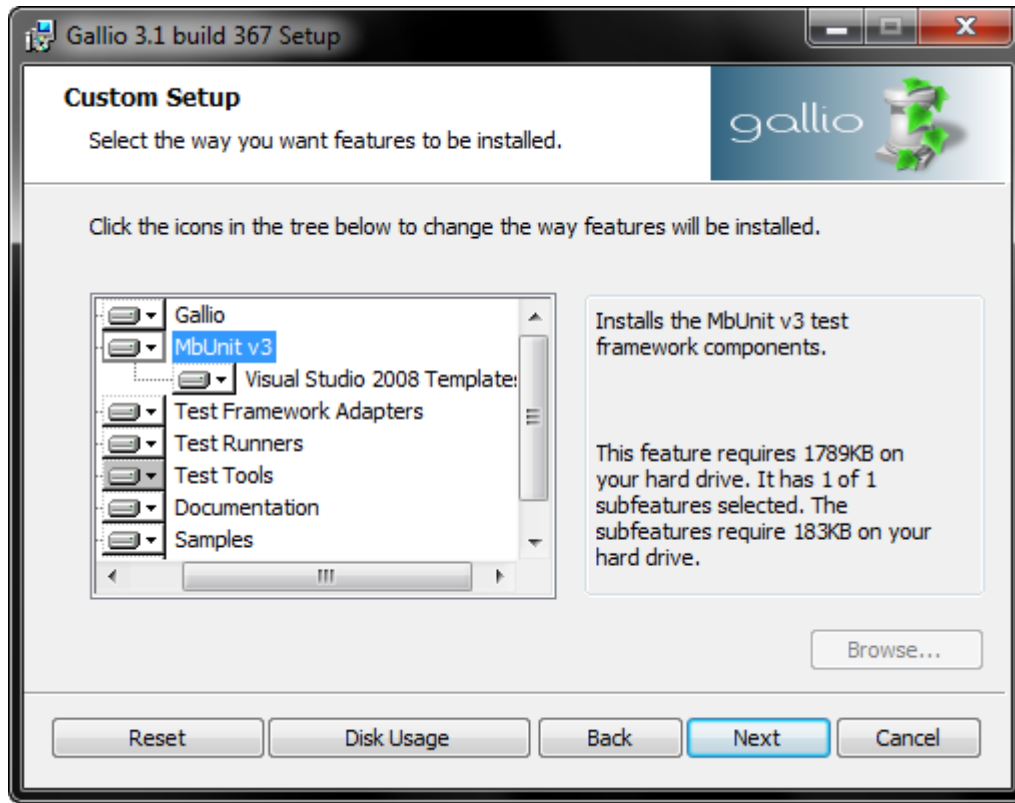 Gallio 3.1 build 367 Setup
Custom Setup
Select the way you want features to be installed.
gallio
Click the icons in the tree below to change the way features will be installed.
Gallio
MbUnit v3
Visual Studio 2008 Templates
Test Framework Adapters
Test Runners
Test Tools
Documentation
Samples
Installs the MbUnit v3 test
framework components.
This feature requires 1789KB on
your hard drive. It has 1 of 1
subfeatures selected. The
subfeatures require 183KB on your
hard drive.
Browse...
Reset
Disk Usage
Back
Next
Cancel